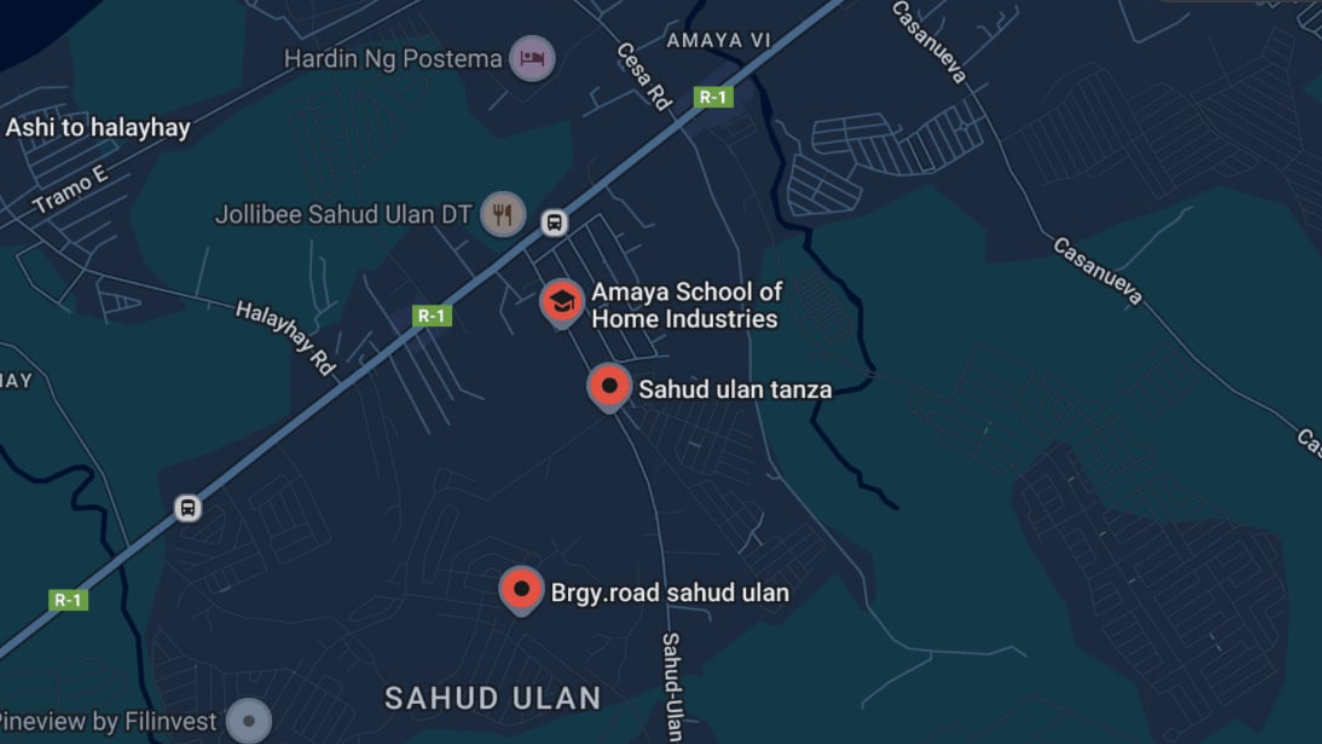 AMAYA VI
Casanueva
Hardin Ng Postema
Cesa Rd
R-1
Ashi to halayhay
Tramo E
Jollibee Sahud Ulan DT
Casanueva
Amaya School of
Home Industries
Halayhay Rd
R-1
Sahud ulan tanza
R-1
Brgy.road sahud ulan
Sahud-Ulan
SAHUD ULAN
Pineview by Filinvest